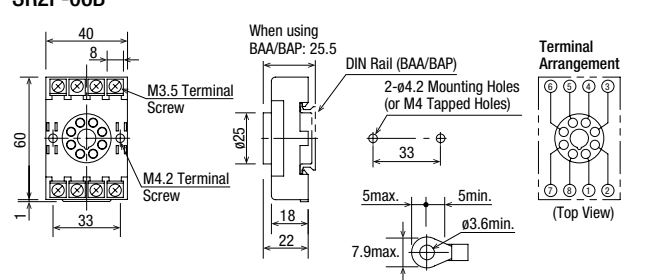 40
8
M3.5 Terminal
Screw
60
M4.2 Terminal
Screw
1
33
When using
BAA/BAP: 25.5
DIN Rail (BAA/BAP)
ø25
18
22
2-ø4.2 Mounting Holes
(or M4 Tapped Holes)
33
5max.
5min.
ø3.6min.
7.9max.
Terminal
Arrangement
6 5 4 3
7 8 1 2
(Top View)